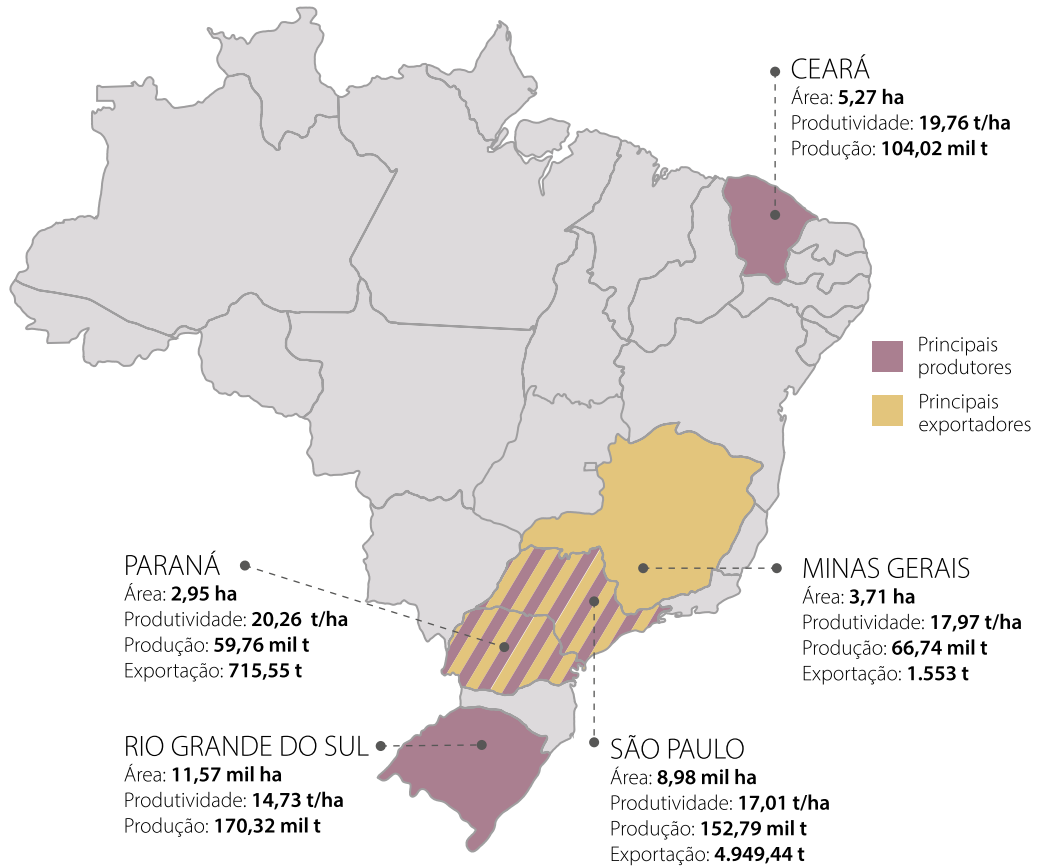 CEARÁ
Área: 5,27 ha
Produtividade: 19,76 t/ha
Produção: 104,02 mil t
Principais
produtores
Principais
exportadores
PARANÁ
Área: 2,95 ha
Produtividade: 20,26 t/ha
Produção: 59,76 mil t
Exportação: 715,55 t
MINAS GERAIS
Área: 3,71 ha
Produtividade: 17,97 t/ha
Produção: 66,74 mil t
Exportação: 1.553 t
RIO GRANDE DO SUL
Área: 11,57 mil ha
Produtividade: 14,73 t/ha
Produção: 170,32 mil t
SÃO PAULO
Área: 8,98 mil ha
Produtividade: 17,01 t/ha
Produção: 152,79 mil t
Exportação: 4.949,44 t